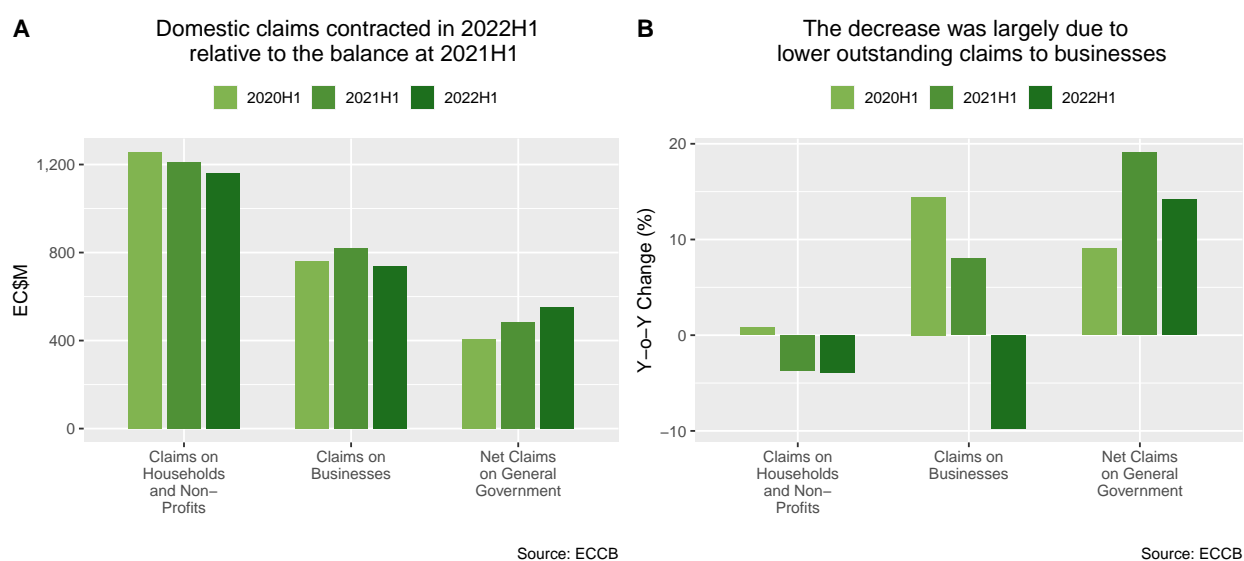 A
Domestic claims contracted in 2022H1
relative to the balance at 2021H1
2020H1 2021H1 2022H1
EC$M
1,200
800
400
0
Claims on
Households
and Non−
Profits
Claims on
Businesses
Net Claims
on General
Government
Source: ECCB
B
The decrease was largely due to
lower outstanding claims to businesses
2020H1 2021H1 2022H1
Y−o−Y Change (%)
20
10
0
−10
Claims on
Households
and Non−
Profits
Claims on
Businesses
Net Claims
on General
Government
Source: ECCB